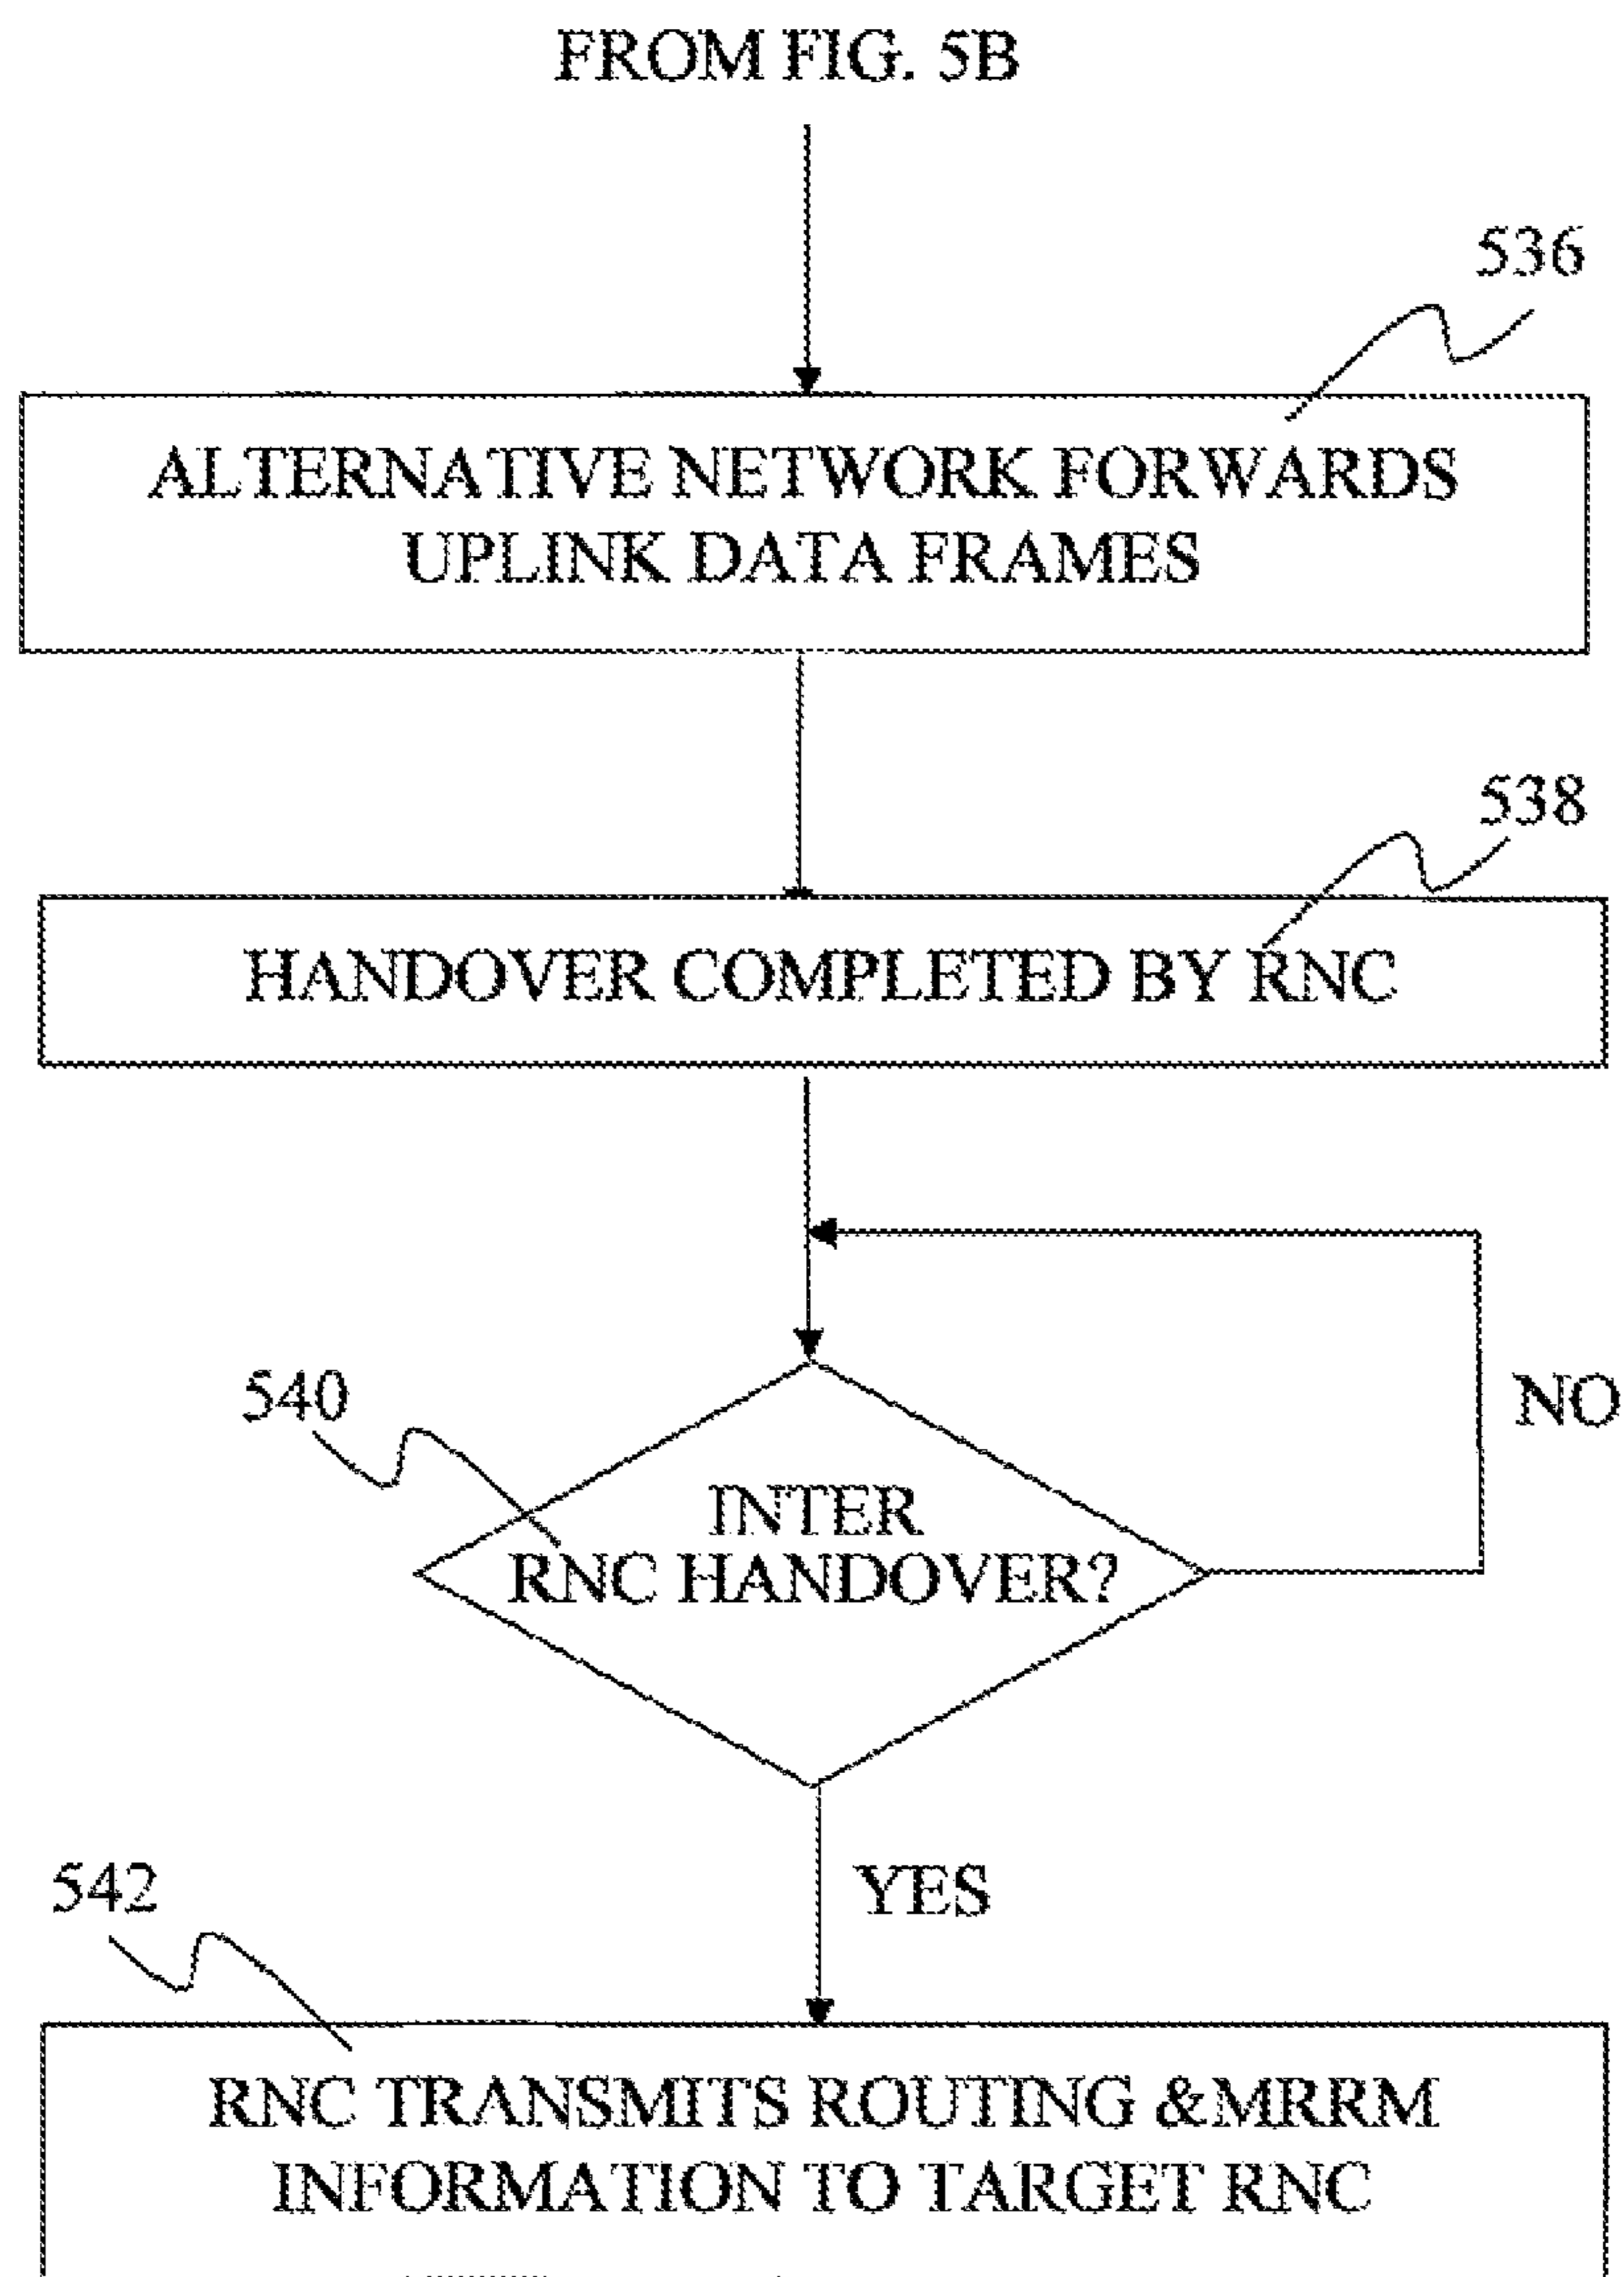 FROM FIG. 5B
536
ALTERNATIVE NETWORK FORWARDS
UPLINK DATA FRAMES
538
HANDOVER COMPLETED BY RNC
540
NO
INTER
RNC HANDOVER?
542
YES
RNC TRANSMITS ROUTING &MRRM
INFORMATION TO TARGET RNC